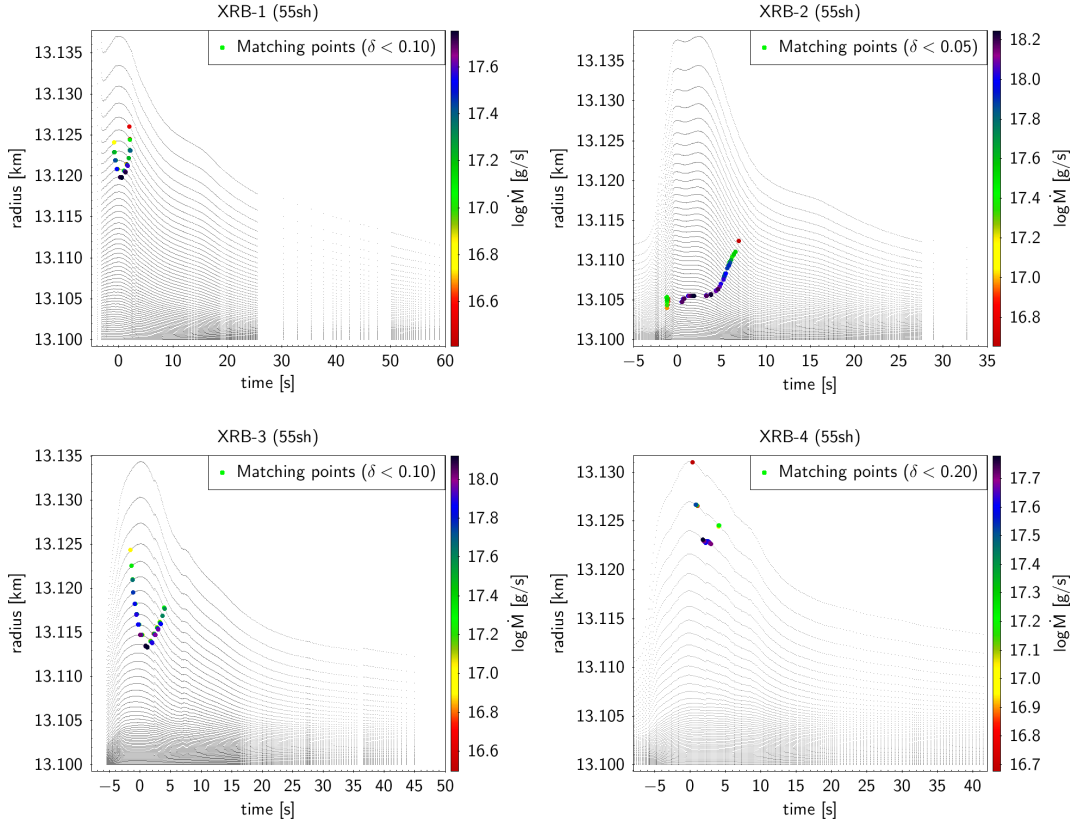 XRB-1 (55sh)
Matching points (δ < 0.10)
13.135
13.130
13.125
13.120
13.115
13.110
13.105
13.100
radius [km]
0 10 20 30 40 50 60
time [s]
17.6
17.4
17.2
17.0
16.8
16.6
log Ṁ [g/s]
XRB-2 (55sh)
Matching points (δ < 0.05)
13.135
13.130
13.125
13.120
13.115
13.110
13.105
13.100
radius [km]
−5 0 5 10 15 20 25 30 35
time [s]
18.2
18.0
17.8
17.6
17.4
17.2
17.0
16.8
log Ṁ [g/s]
XRB-3 (55sh)
Matching points (δ < 0.10)
13.135
13.130
13.125
13.120
13.115
13.110
13.105
13.100
radius [km]
−5 0 5 10 15 20 25 30 35 40 45 50
time [s]
18.0
17.8
17.6
17.4
17.2
17.0
16.8
16.6
log Ṁ [g/s]
XRB-4 (55sh)
Matching points (δ < 0.20)
13.130
13.125
13.120
13.115
13.110
13.105
13.100
radius [km]
−5 0 5 10 15 20 25 30 35 40
time [s]
17.7
17.6
17.5
17.4
17.3
17.2
17.1
17.0
16.9
16.8
16.7
log Ṁ [g/s]